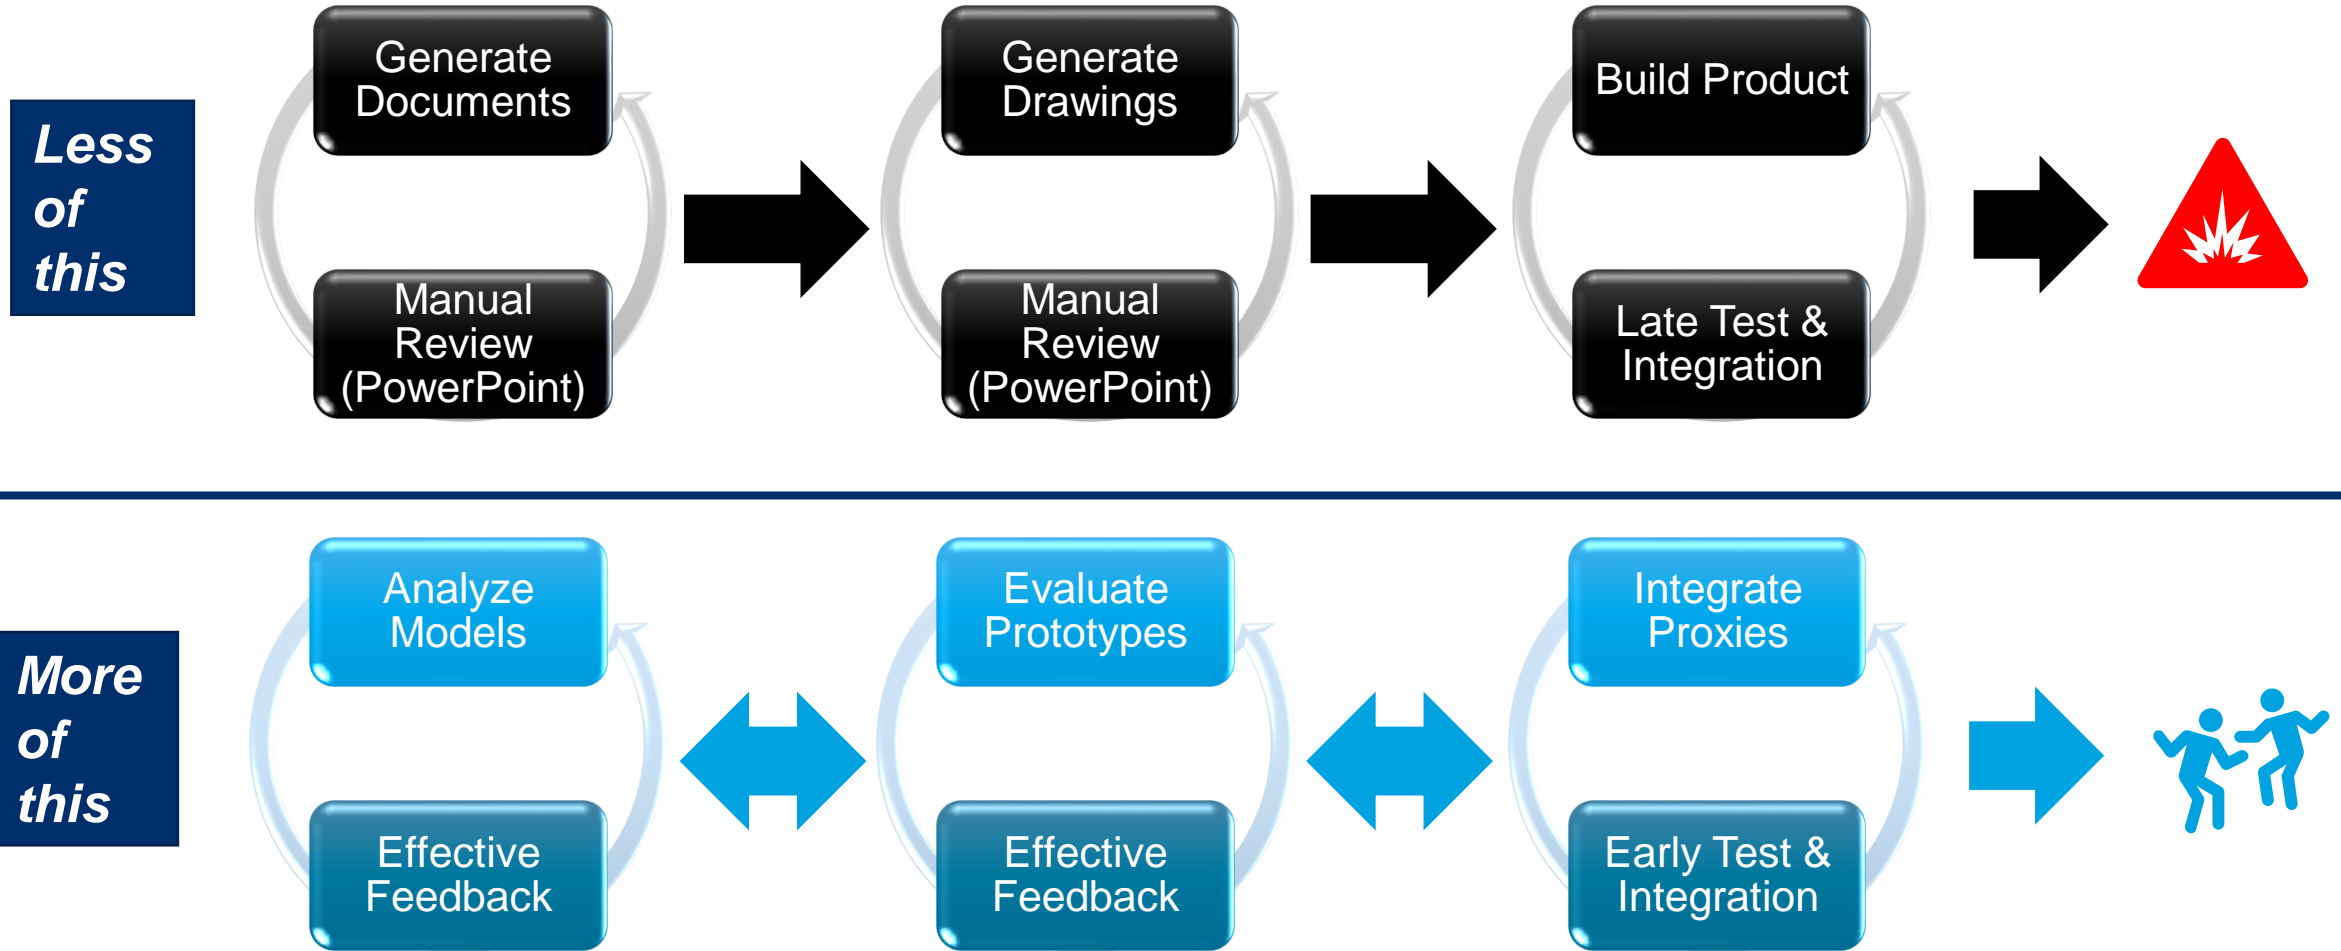 Less
of
this
Generate
Documents
Manual
Review
(PowerPoint)
Generate
Drawings
Manual
Review
(PowerPoint)
Build Product
Late Test &
Integration
More
of
this
Analyze
Models
Effective
Feedback
Evaluate
Prototypes
Effective
Feedback
Integrate
Proxies
Early Test &
Integration